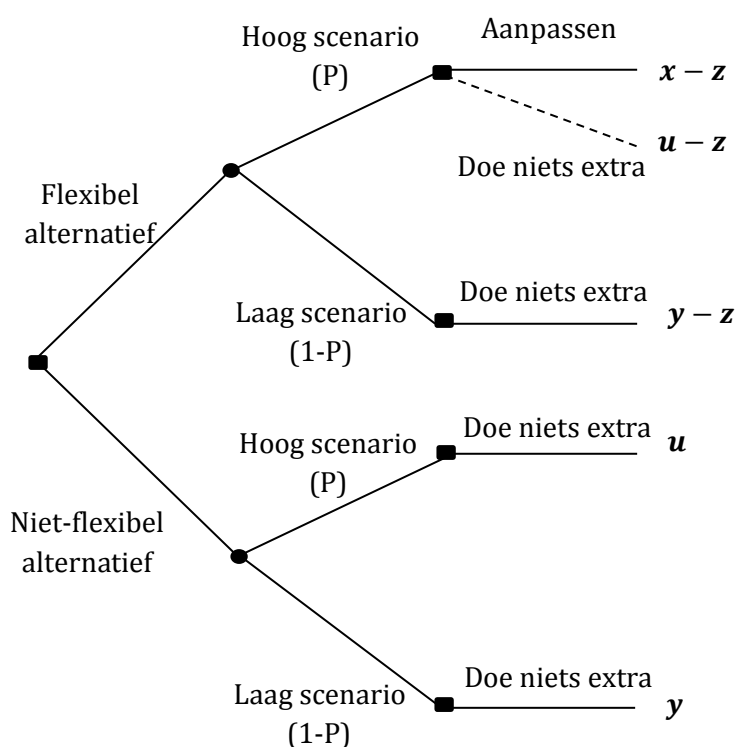 Hoog scenario
(P)
Aanpassen
x – z
u – z
Doe niets extra
Flexibel
alternatief
Laag scenario
(1-P)
Doe niets extra
y – z
Hoog scenario
(P)
Doe niets extra
u
Niet-flexibel
alternatief
Laag scenario
(1-P)
Doe niets extra
y